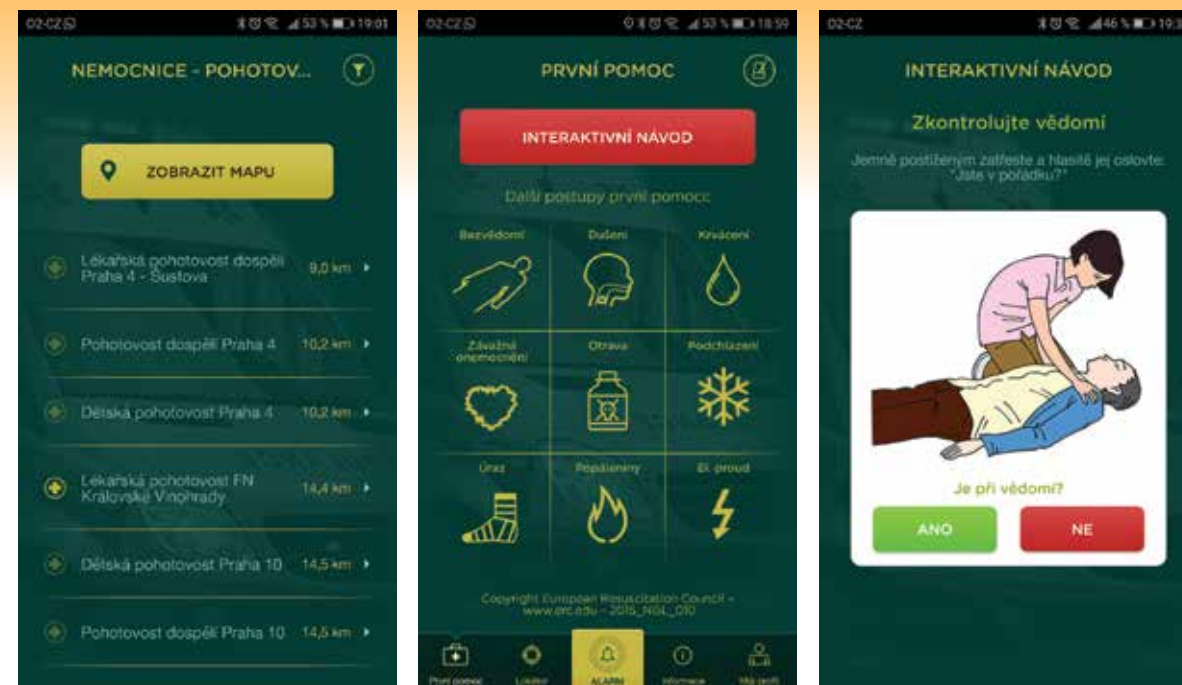 O2-CZ 53 % 19:01
NEMOCNICE - POHOTOV...
ZOBRAZIT MAPU
Lékařská pohotovost dospělí
Praha 4 - Šustova
9,0 km
Pohotovost dospělí Praha 4 10,2 km
Dětská pohotovost Praha 4 10,2 km
Lékařská pohotovost FN
Královské Vinohrady
14,4 km
Dětská pohotovost Praha 10 14,5 km
Pohotovost dospělí Praha 10 14,5 km
O2-CZ 53 % 18:59
PRVNÍ POMOC
INTERAKTIVNÍ NÁVOD
Další postupy první pomoci:
Bezvědomí Dušení Krvácení
Závažná
onemocnění
Otrava Podchlazení
Úraz Popáleniny El. proud
Copyright European Resuscitation Council –
www.erc.edu - 2015_NGL_010
První pomoc Lokátor ALARM Informace Můj profil
O2-CZ 46 % 19:3
INTERAKTIVNÍ NÁVOD
Zkontrolujte vědomí
Jemně postiženým zatřeste a hlasitě jej oslovte:
"Jste v pořádku?"
Je při vědomí?
ANO NE